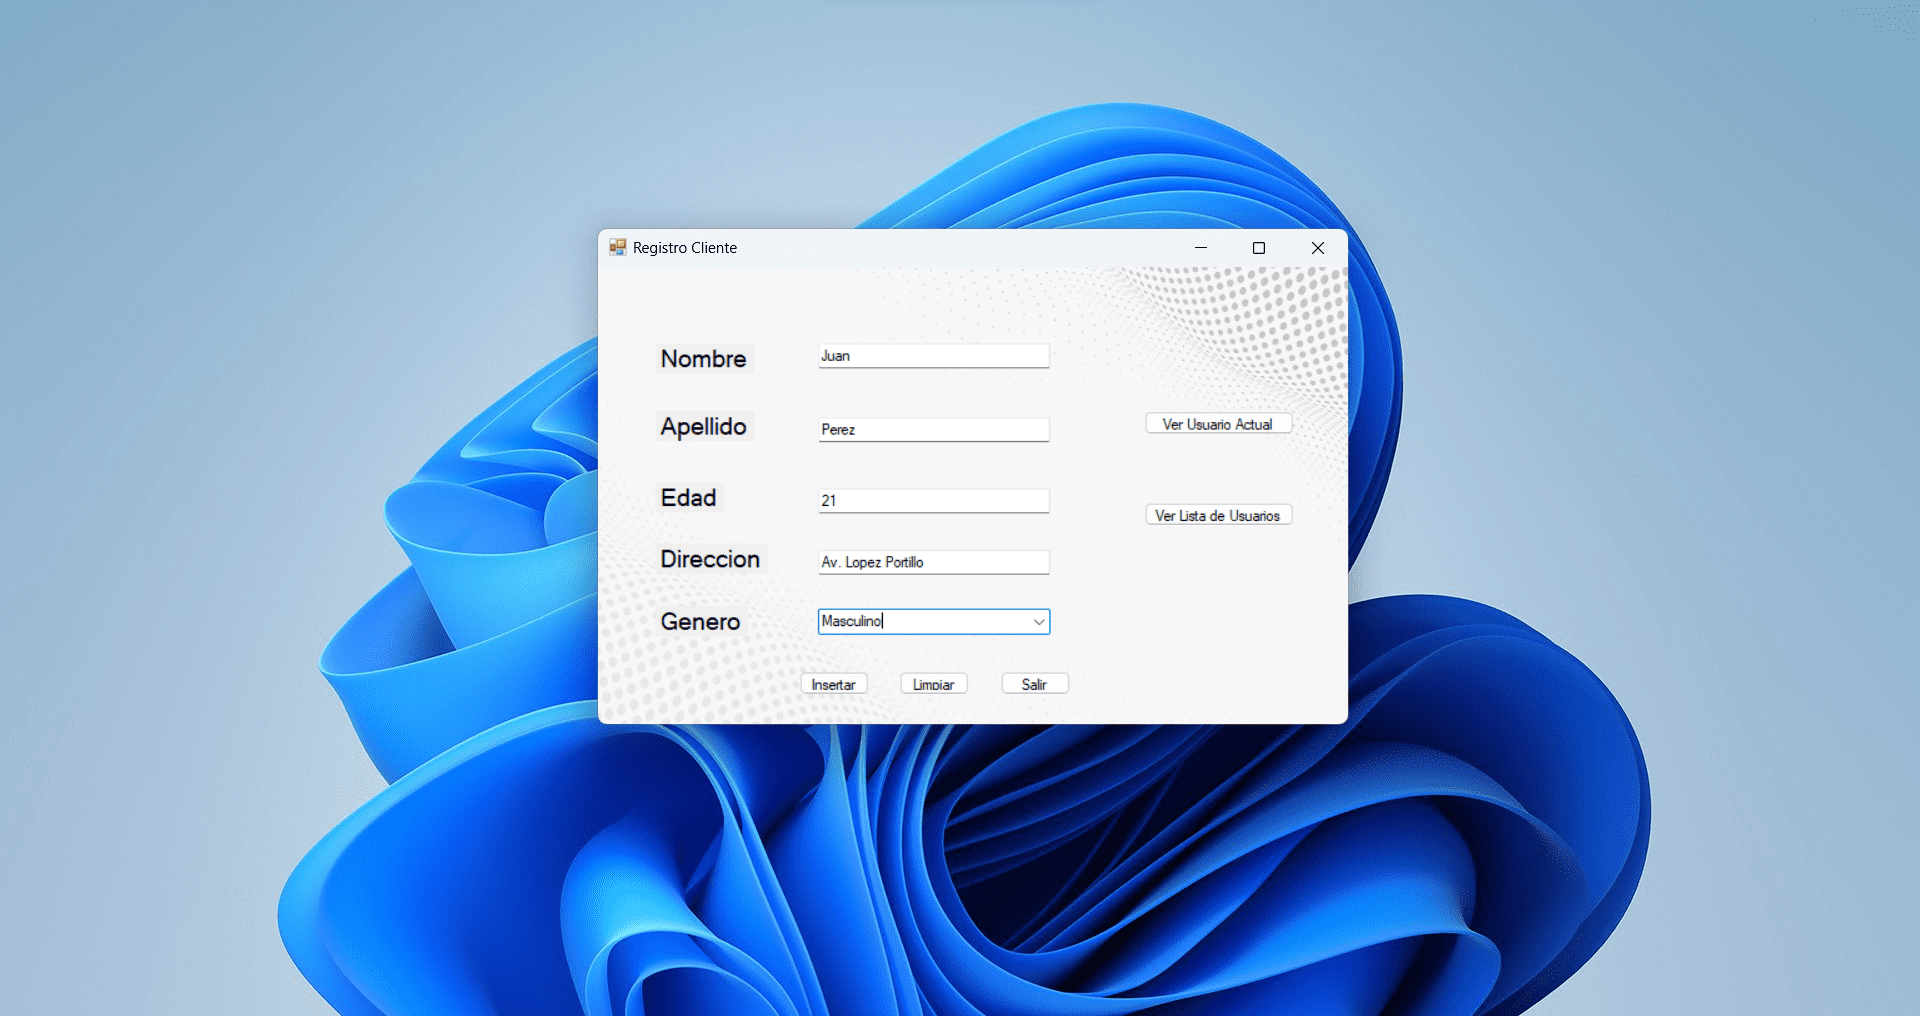 Registro Cliente
Nombre
Juan
Apellido
Perez
Ver Usuario Actual
Edad
21
Ver Lista de Usuarios
Direccion
Av. Lopez Portillo
Genero
Masculino
Insertar
Limpiar
Salir